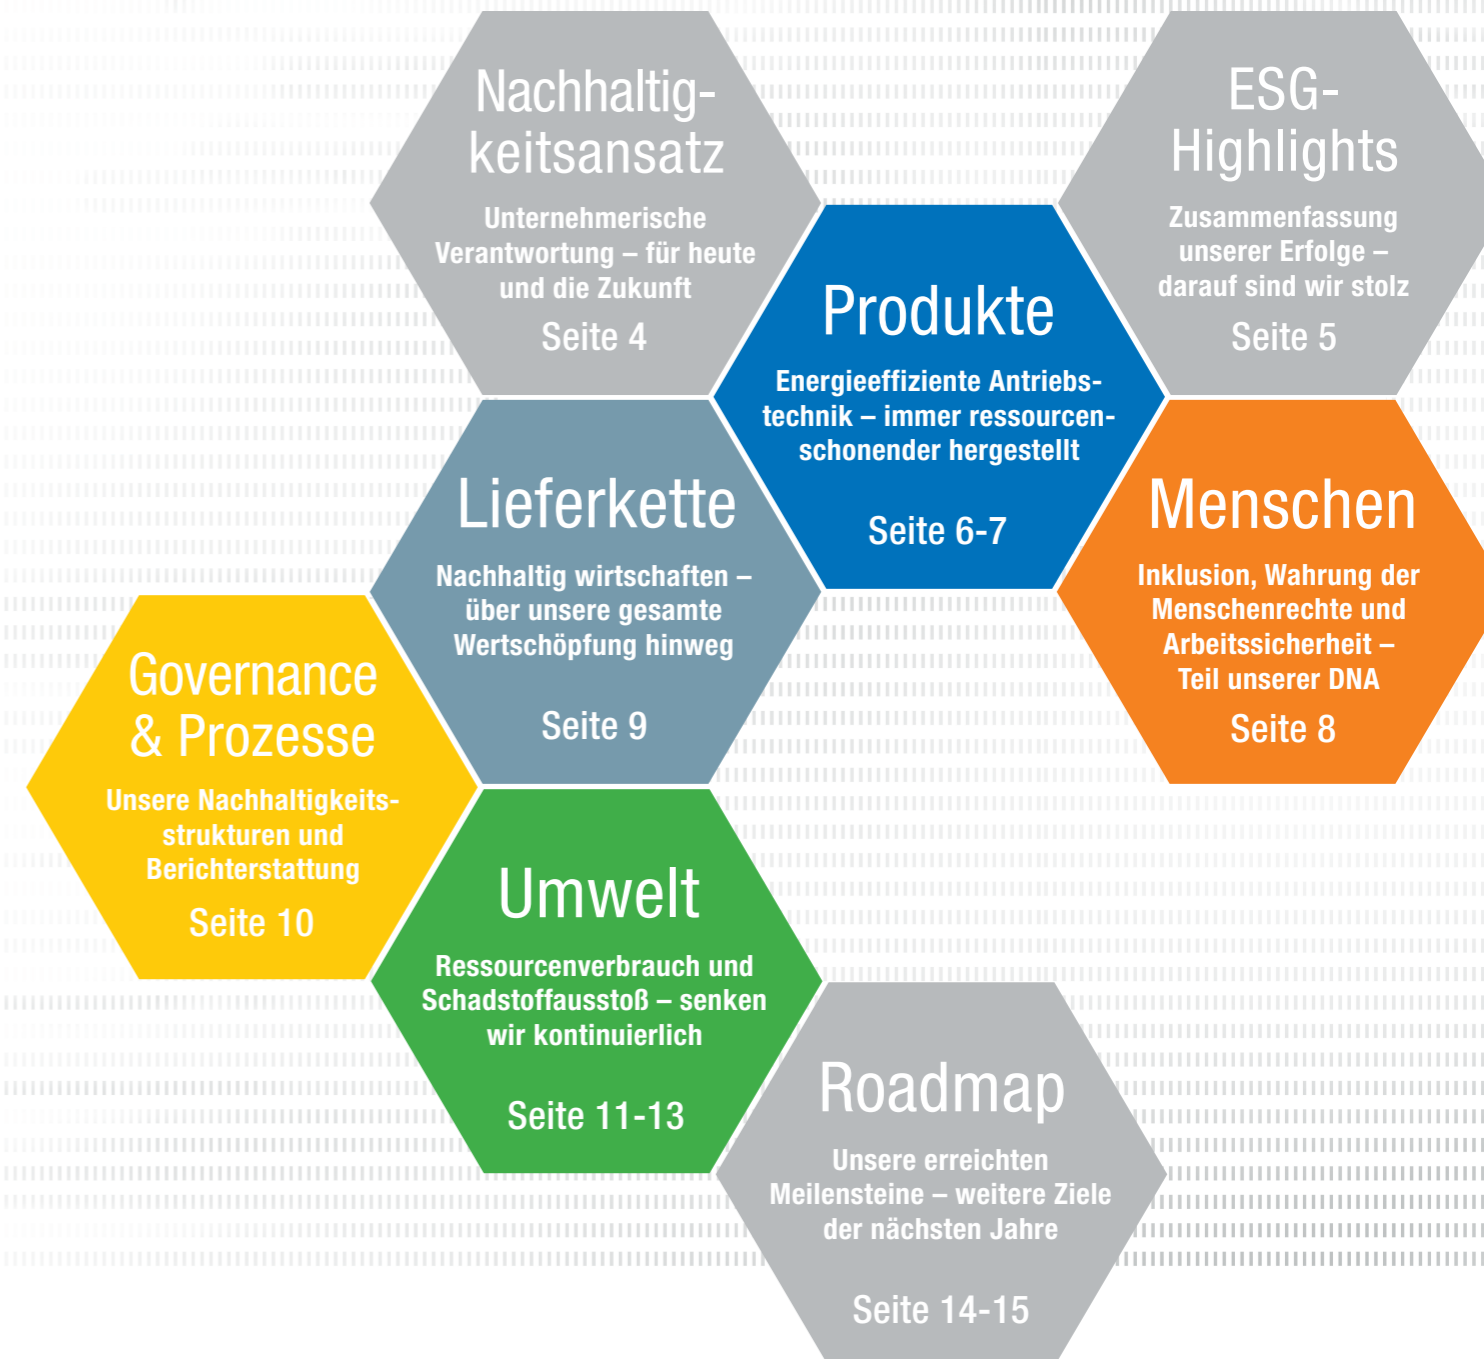 Nachhaltig-
keitsansatz
Unternehmerische
Verantwortung – für heute
und die Zukunft
Seite 4
ESG-
Highlights
Zusammenfassung
unserer Erfolge –
darauf sind wir stolz
Seite 5
Produkte
Energieeffiziente Antriebs-
technik – immer ressourcen-
schonender hergestellt
Seite 6-7
Menschen
Inklusion, Wahrung der
Menschenrechte und
Arbeitssicherheit –
Teil unserer DNA
Seite 8
Lieferkette
Nachhaltig wirtschaften –
über unsere gesamte
Wertschöpfung hinweg
Seite 9
Governance
& Prozesse
Unsere Nachhaltigkeits-
strukturen und
Berichterstattung
Seite 10
Umwelt
Ressourcenverbrauch und
Schadstoffausstoß – senken
wir kontinuierlich
Seite 11-13
Roadmap
Unsere erreichten
Meilensteine – weitere Ziele
der nächsten Jahre
Seite 14-15